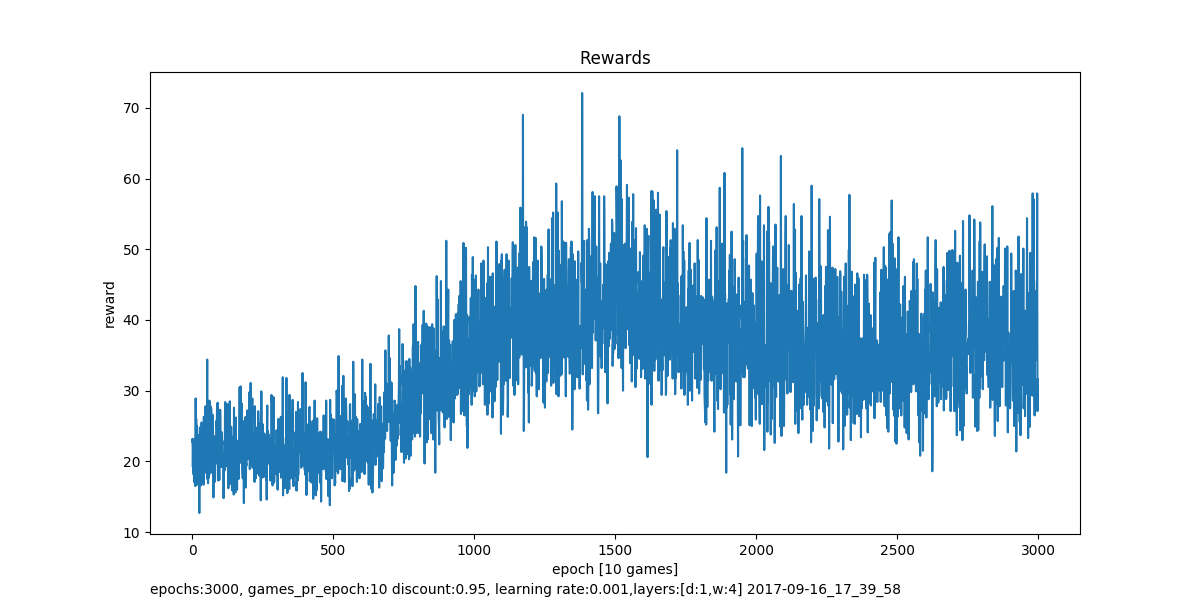 Rewards
70
60
50
40
30
20
10
reward
0 500 1000 1500 2000 2500 3000
epoch [10 games]
epochs:3000, games_pr_epoch:10 discount:0.95, learning rate:0.001,layers:[d:1,w:4] 2017-09-16_17_39_58